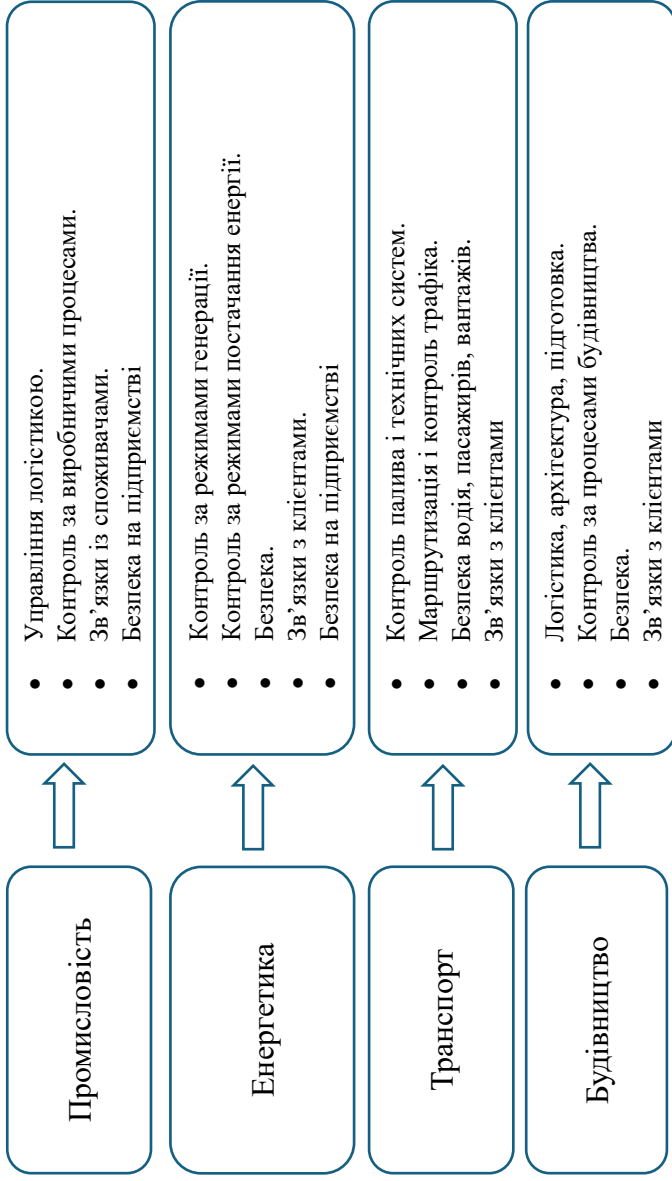 Промисловість
• Управління логістикою.
• Контроль за виробничими процесами.
• Зв’язки із споживачами.
• Безпека на підприємстві
Енергетика
• Контроль за режимами генерації.
• Контроль за режимами постачання енергії.
• Безпека.
• Зв’язки з клієнтами.
• Безпека на підприємстві
Транспорт
• Контроль палива і технічних систем.
• Маршрутизація і контроль трафіка.
• Безпека водія, пасажирів, вантажів.
• Зв’язки з клієнтами
Будівництво
• Логістика, архітектура, підготовка.
• Контроль за процесами будівництва.
• Безпека.
• Зв’язки з клієнтами